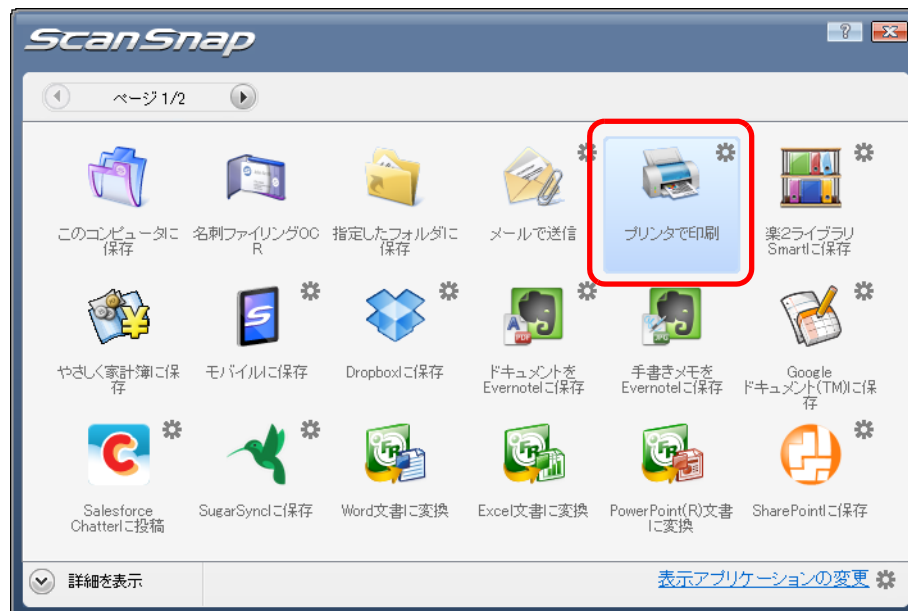 ScanSnap
ページ 1/2
このコンピュータに
保存
名刺ファイリングOC
R
指定したフォルダに
保存
メールで送信
プリンタで印刷
楽2ライブラリ
Smartに保存
やさしく家計簿に保
存
モバイルに保存
Dropboxに保存
ドキュメントを
Evernoteに保存
手書きメモを
Evernoteに保存
Google
ドキュメント(TM)に保
存
Salesforce
Chatterに投稿
SugarSyncに保存
Word文書に変換
Excel文書に変換
PowerPoint(R)文書
に変換
SharePointに保存
詳細を表示
表示アプリケーションの変更